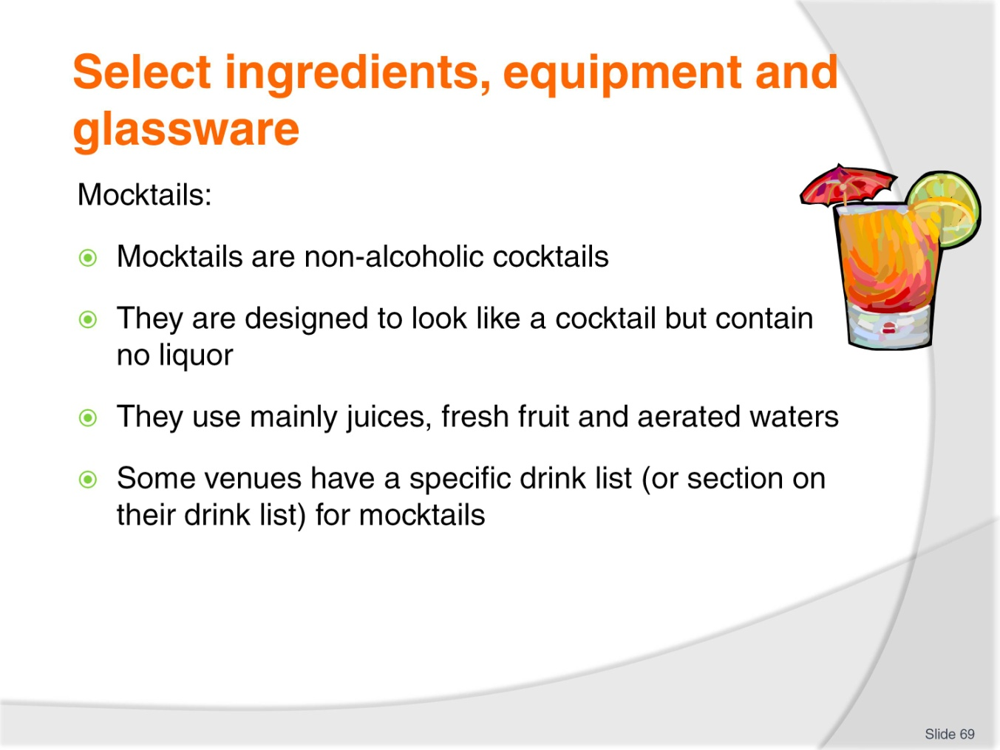 Select ingredients, equipment and
glassware
Mocktails:
Mocktails are non-alcoholic cocktails
They are designed to look like a cocktail but contain
no liquor
They use mainly juices, fresh fruit and aerated waters
Some venues have a specific drink list (or section on
their drink list) for mocktails
Slide 69